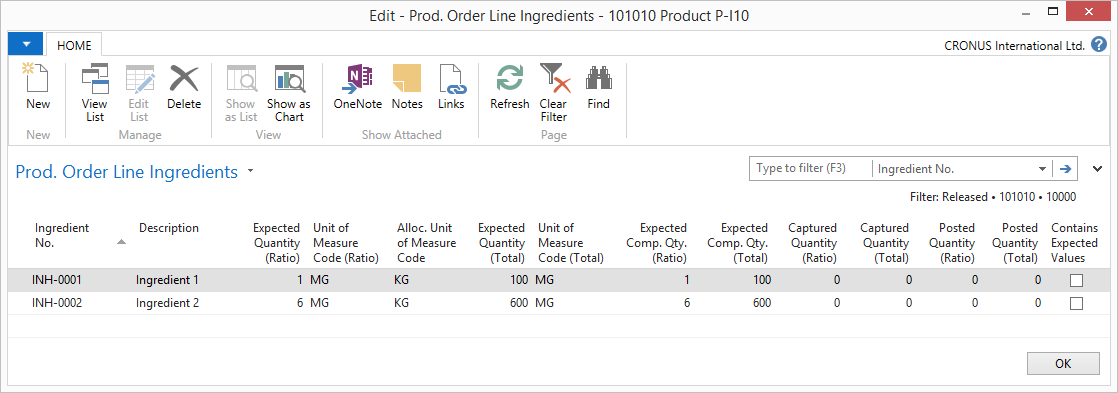 Edit - Prod. Order Line Ingredients - 101010 Product P-I10
HOME
CRONUS International Ltd.
New
View List
Edit List
Delete
Show as List
Show as Chart
OneNote
Notes
Links
Refresh
Clear Filter
Find
New
Manage
View
Show Attached
Page
Prod. Order Line Ingredients
Type to filter (F3) Ingredient No.
Filter: Released • 101010 • 10000
Ingredient No.
Description
Expected Quantity (Ratio)
Unit of Measure Code (Ratio)
Alloc. Unit of Measure Code
Expected Quantity (Total)
Unit of Measure Code (Total)
Expected Comp. Qty. (Ratio)
Expected Comp. Qty. (Total)
Captured Quantity (Ratio)
Captured Quantity (Total)
Posted Quantity (Ratio)
Posted Quantity (Total)
Contains Expected Values
INH-0001 Ingredient 1 1 MG KG 100 MG 1 100 0 0 0 0
INH-0002 Ingredient 2 6 MG KG 600 MG 6 600 0 0 0 0
OK